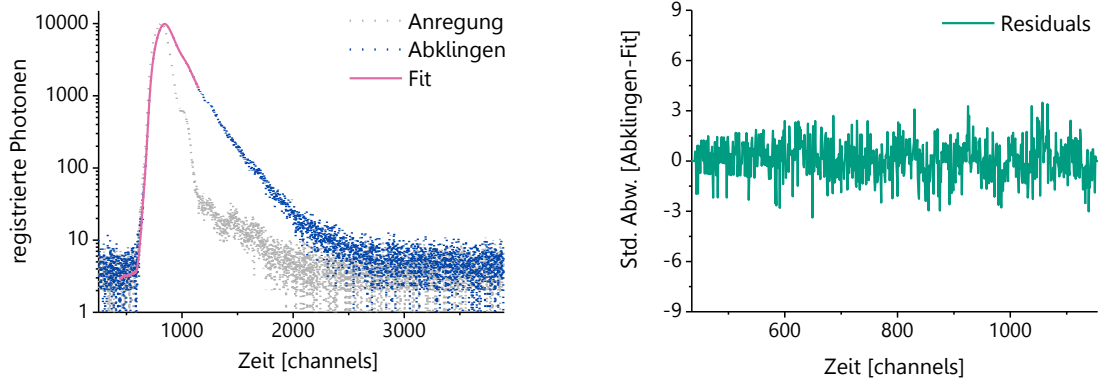 10000
1000
100
10
1
registrierte Photonen
Anregung
Abklingen
Fit
1000 2000 3000
Zeit [channels]
9
6
3
0
-3
-6
-9
Std. Abw. [Abklingen-Fit]
Residuals
600 800 1000
Zeit [channels]